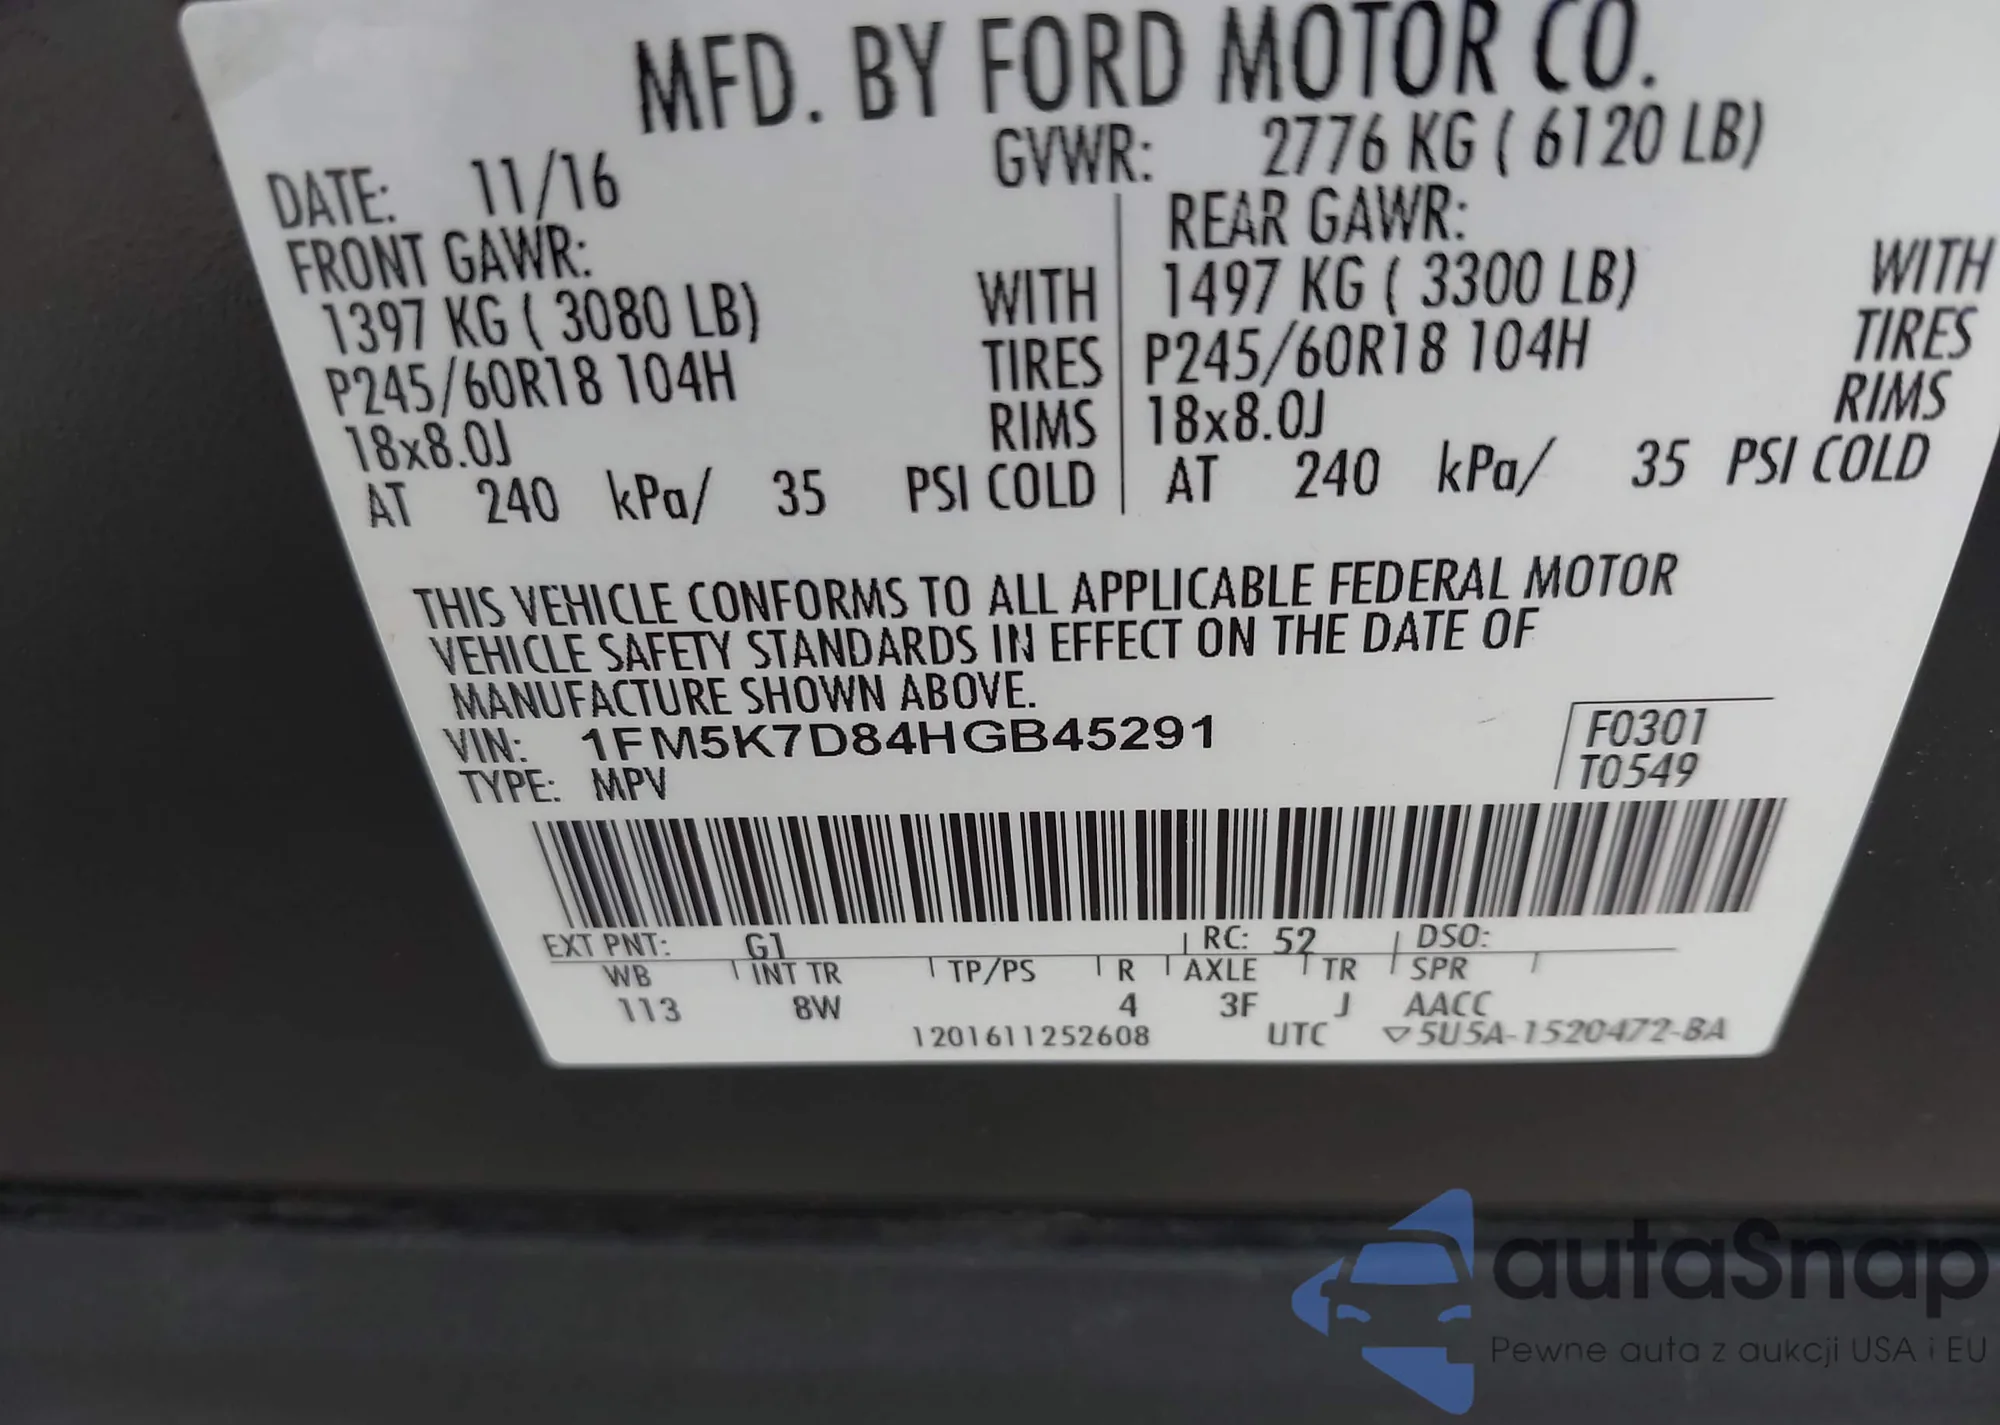 MFD. BY FORD MOTOR CO.
DATE: 11/16 GVWR: 2776 KG ( 6120 LB)
FRONT GAWR: REAR GAWR:
1397 KG ( 3080 LB) WITH 1497 KG ( 3300 LB) WITH
P245/60R18 104H TIRES P245/60R18 104H TIRES
18x8.0J RIMS 18x8.0J RIMS
AT 240 kPa/ 35 PSI COLD AT 240 kPa/ 35 PSI COLD
THIS VEHICLE CONFORMS TO ALL APPLICABLE FEDERAL MOTOR
VEHICLE SAFETY STANDARDS IN EFFECT ON THE DATE OF
MANUFACTURE SHOWN ABOVE.
VIN: 1FM5K7D84HGB45291 F0301
TYPE: MPV T0549
EXT PNT: G1 RC: 52 DSO:
WB INT TR TP/PS R AXLE TR SPR
113 8W 4 3F J AACC
1201611252608 UTC ▽5U5A-1520472-BA
autaSnap
Pewne auta z aukcji USA i EU